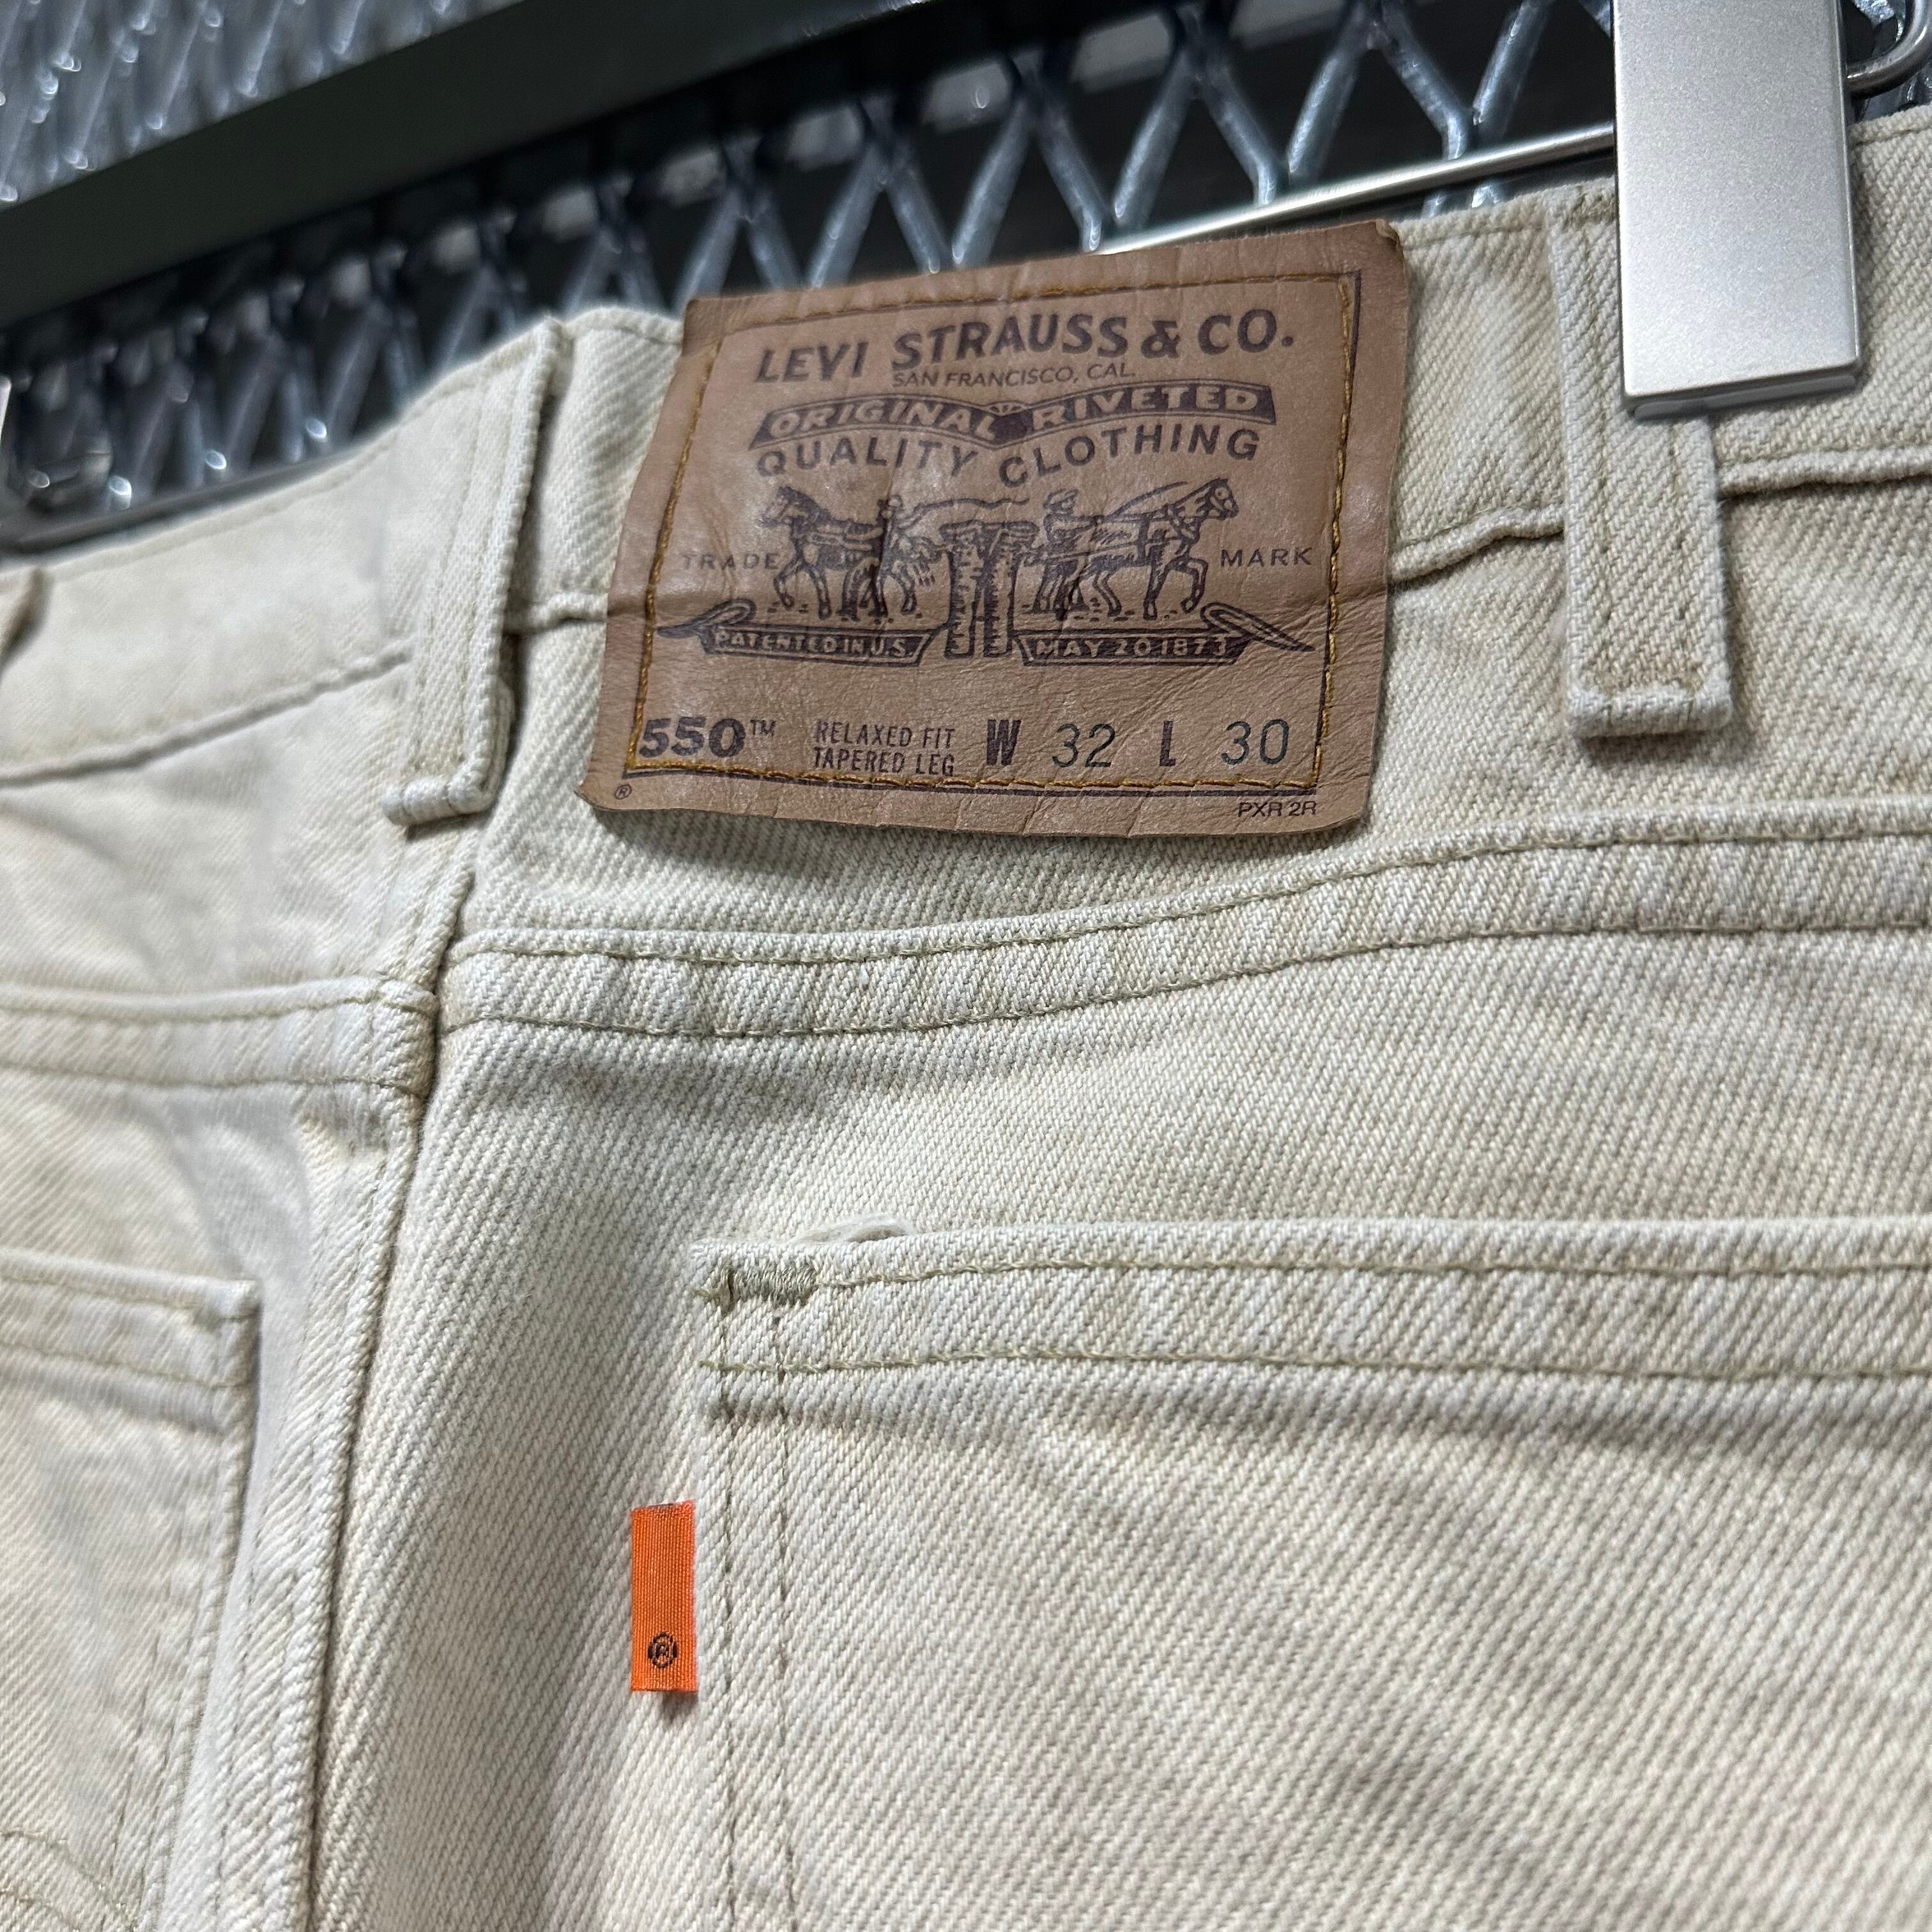 LEVI STRAUSS & CO.
SAN FRANCISCO, CAL.
ORIGINAL RIVETED
QUALITY CLOTHING
TRADE MARK
PATENTED IN U.S. MAY 20 1873
550™ RELAXED FIT W 32 L 30
TAPERED LEG
® PXR 2R
®